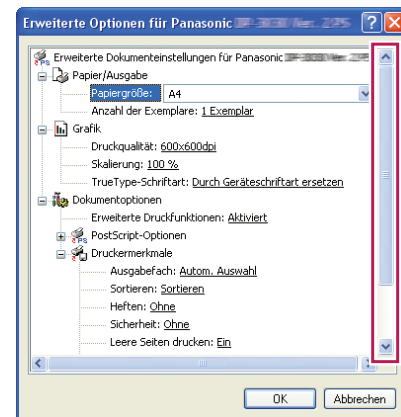 Erweiterte Optionen für Panasonic
Erweiterte Dokumenteinstellungen für Panasonic
Papier/Ausgabe
Papiergröße: A4
Anzahl der Exemplare: 1 Exemplar
Grafik
Druckqualität: 600x600dpi
Skalierung: 100 %
TrueType-Schriftart: Durch Geräteschriftart ersetzen
Dokumentoptionen
Erweiterte Druckfunktionen: Aktiviert
PostScript-Optionen
Druckermerkmale
Ausgabefach: Autom. Auswahl
Sortieren: Sortieren
Heften: Ohne
Sicherheit: Ohne
Leere Seiten drucken: Ein
OK Abbrechen